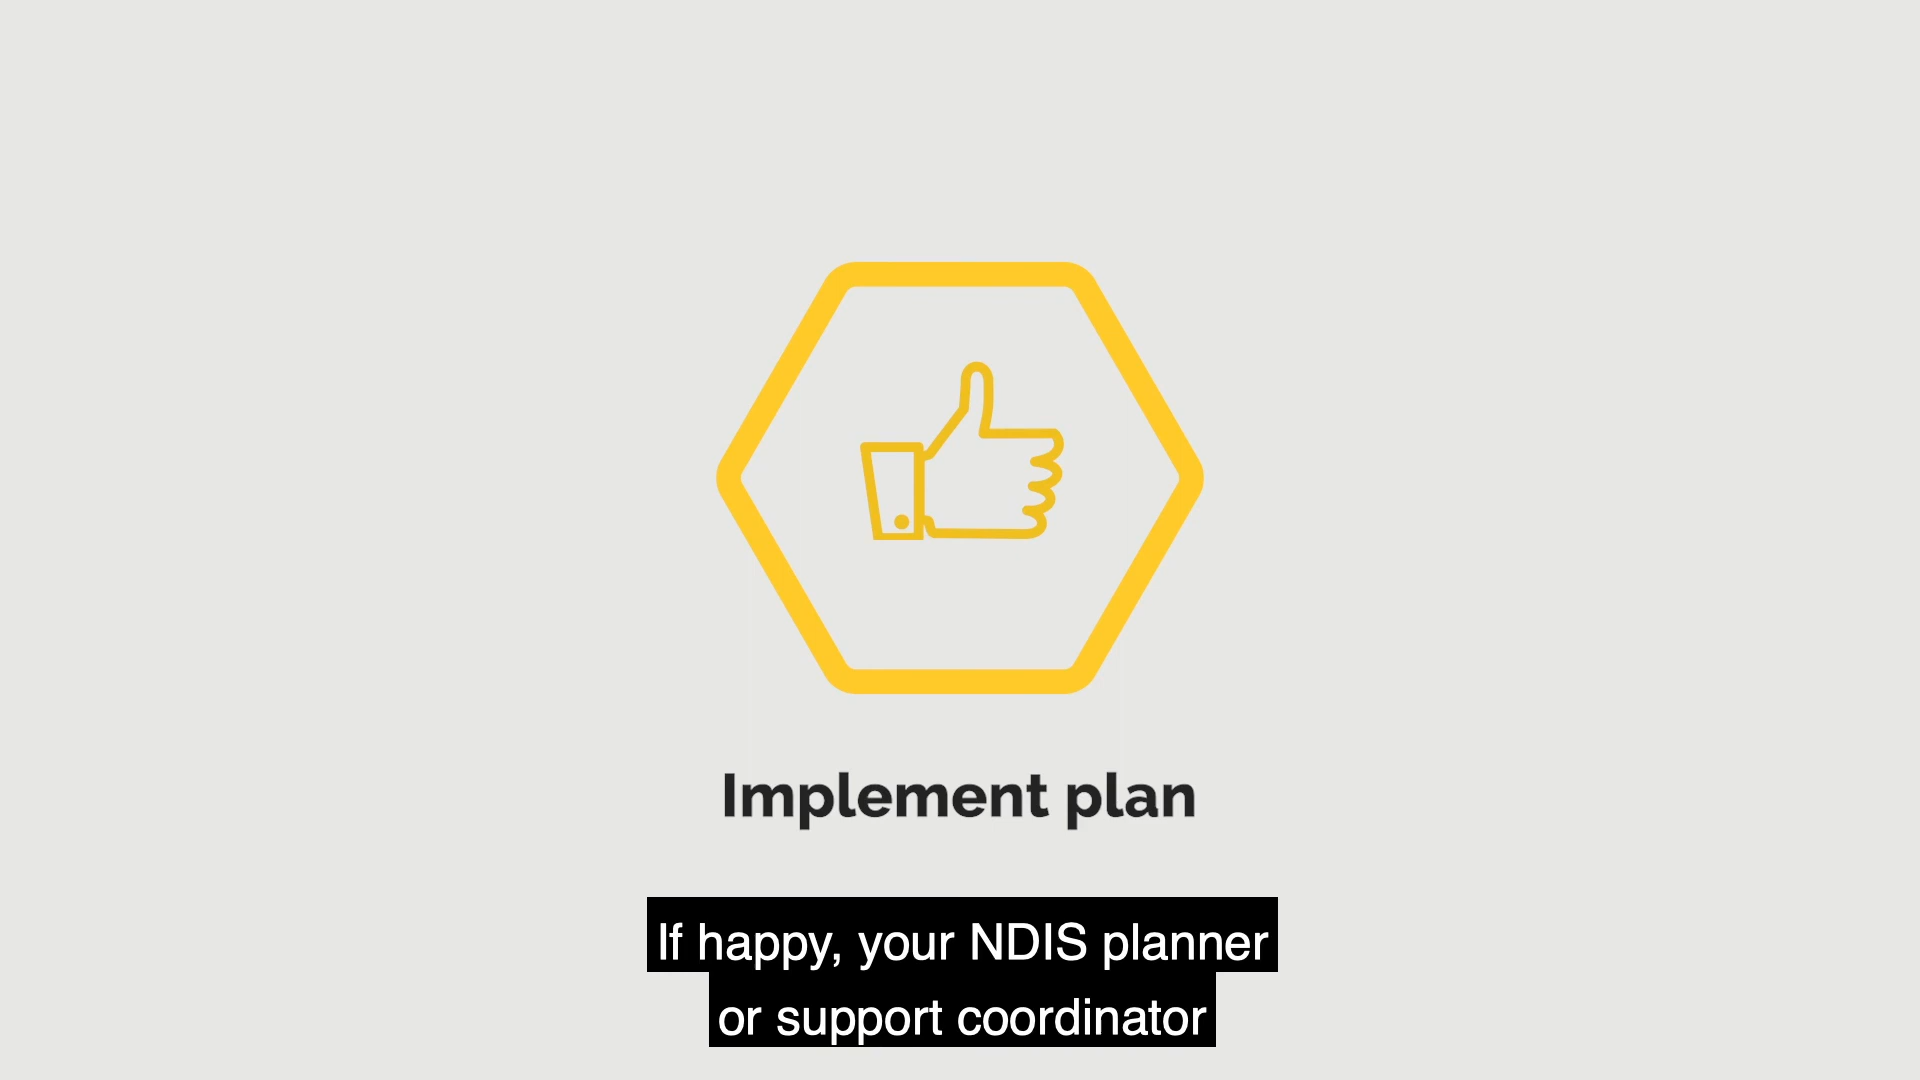 Implement plan
If happy, your NDIS planner
or support coordinator